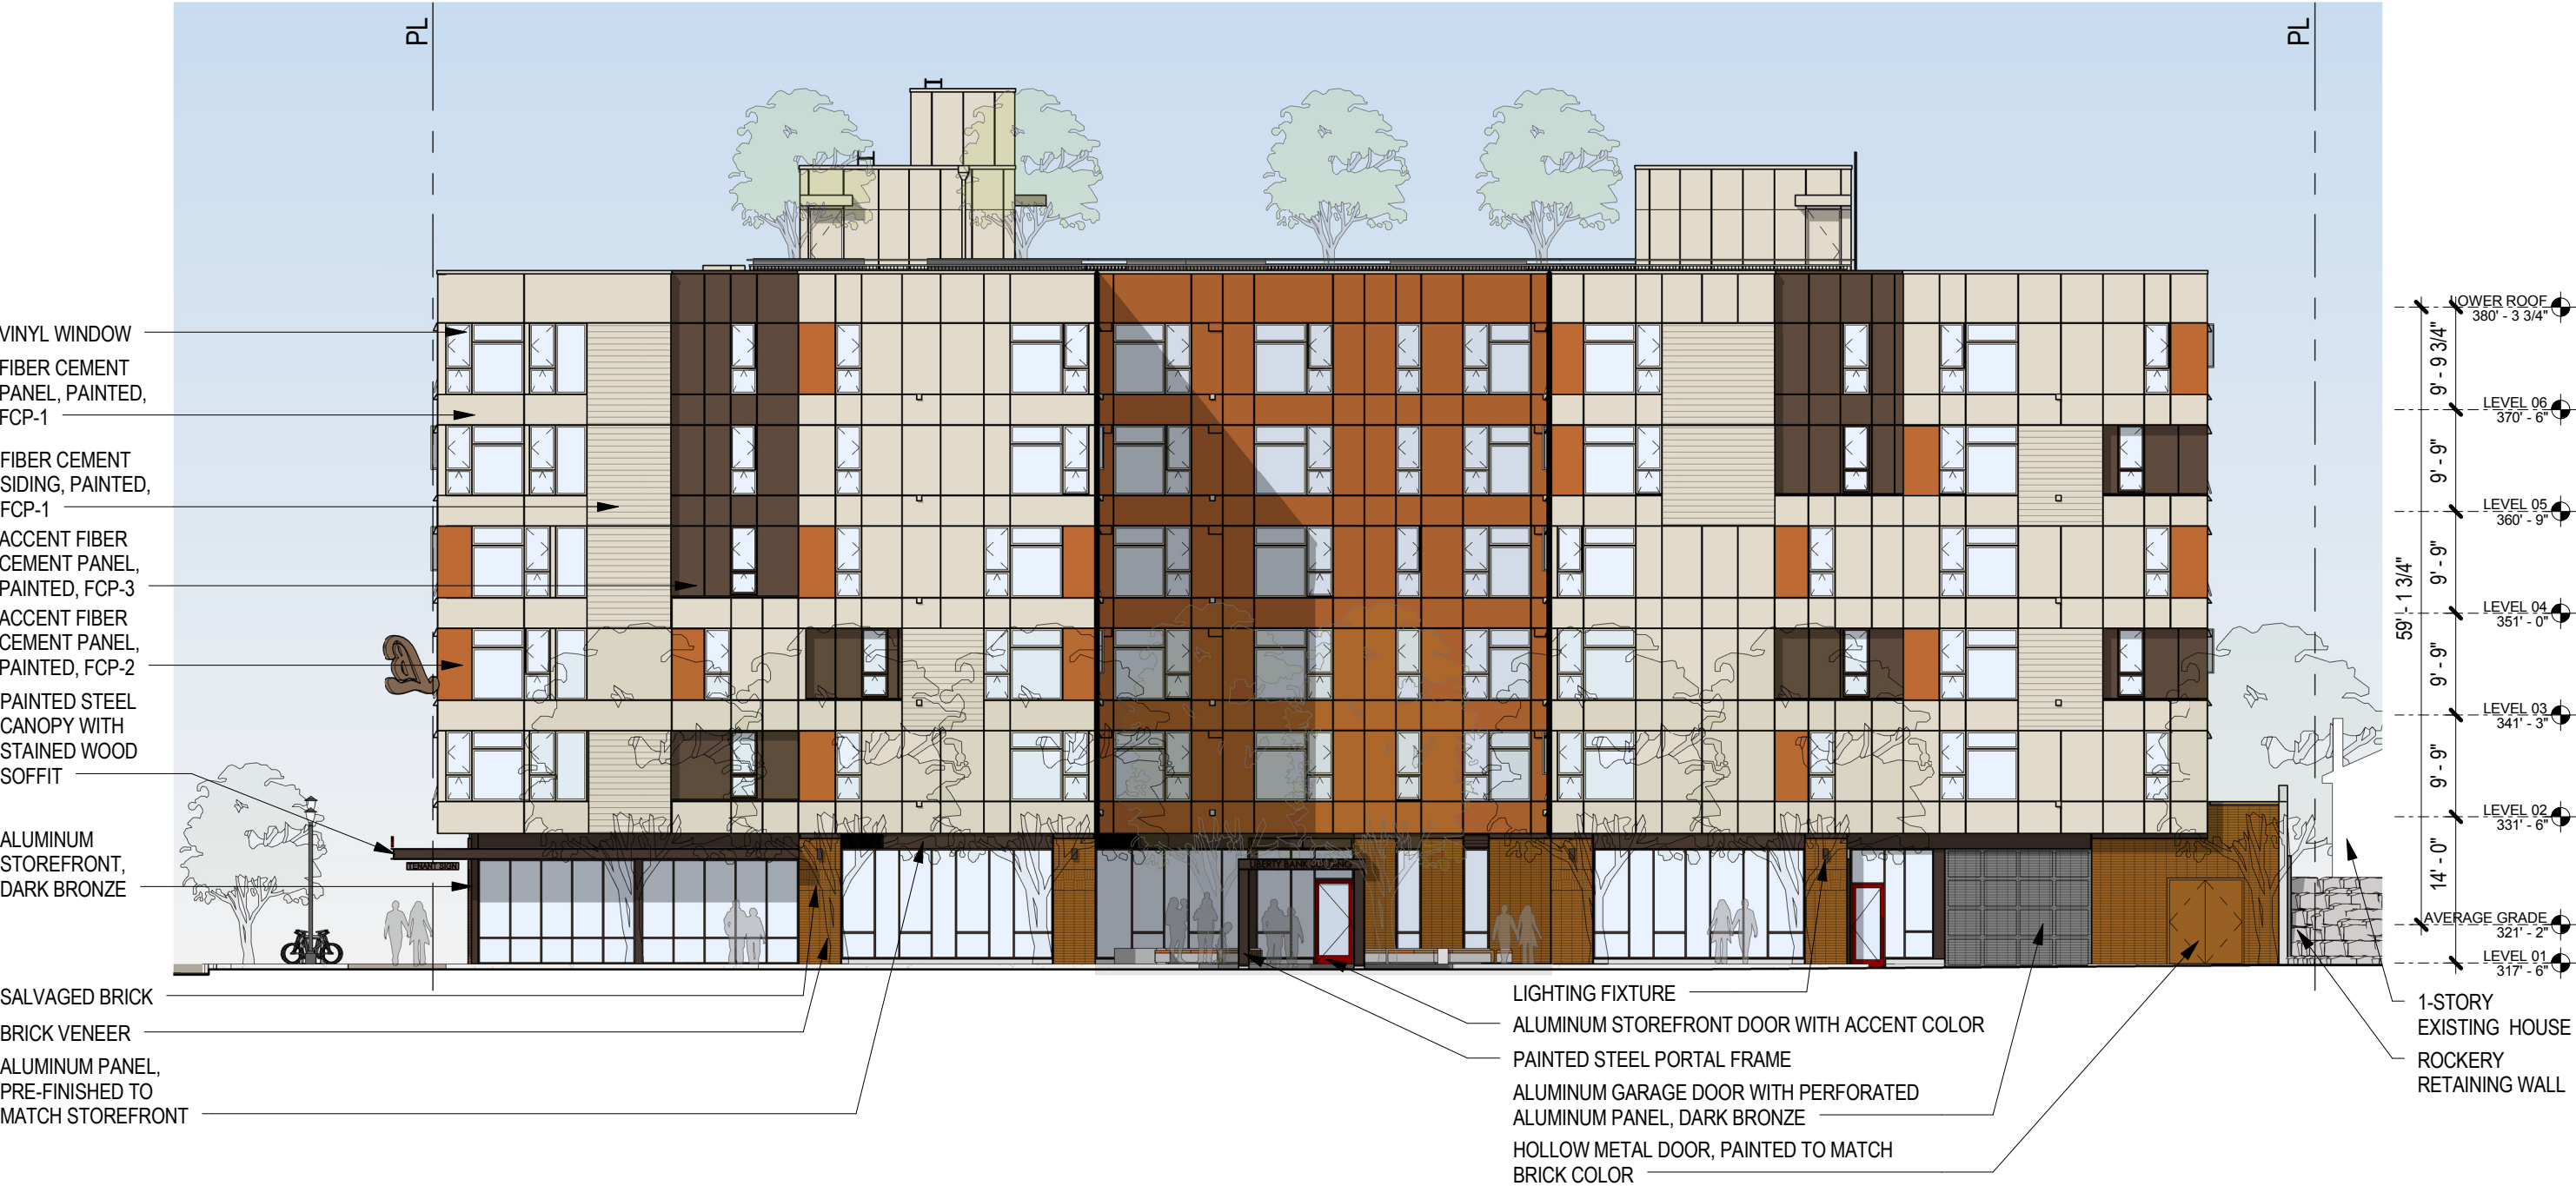 PL
PL
VINYL WINDOW
FIBER CEMENT
PANEL, PAINTED,
FCP-1
FIBER CEMENT
SIDING, PAINTED,
FCP-1
ACCENT FIBER
CEMENT PANEL,
PAINTED, FCP-3
ACCENT FIBER
CEMENT PANEL,
PAINTED, FCP-2
PAINTED STEEL
CANOPY WITH
STAINED WOOD
SOFFIT
ALUMINUM
STOREFRONT,
DARK BRONZE
SALVAGED BRICK
BRICK VENEER
ALUMINUM PANEL,
PRE-FINISHED TO
MATCH STOREFRONT
TENANT SIGN
LIBERTY BANK BUILDING
LIGHTING FIXTURE
ALUMINUM STOREFRONT DOOR WITH ACCENT COLOR
PAINTED STEEL PORTAL FRAME
ALUMINUM GARAGE DOOR WITH PERFORATED
ALUMINUM PANEL, DARK BRONZE
HOLLOW METAL DOOR, PAINTED TO MATCH
BRICK COLOR
LOWER ROOF
380' - 3 3/4"
9' - 9 3/4"
LEVEL 06
370' - 6"
9' - 9"
LEVEL 05
360' - 9"
9' - 9"
LEVEL 04
351' - 0"
59' - 1 3/4"
9' - 9"
LEVEL 03
341' - 3"
9' - 9"
LEVEL 02
331' - 6"
14' - 0"
AVERAGE GRADE
321' - 2"
LEVEL 01
317' - 6"
1-STORY
EXISTING HOUSE
ROCKERY
RETAINING WALL